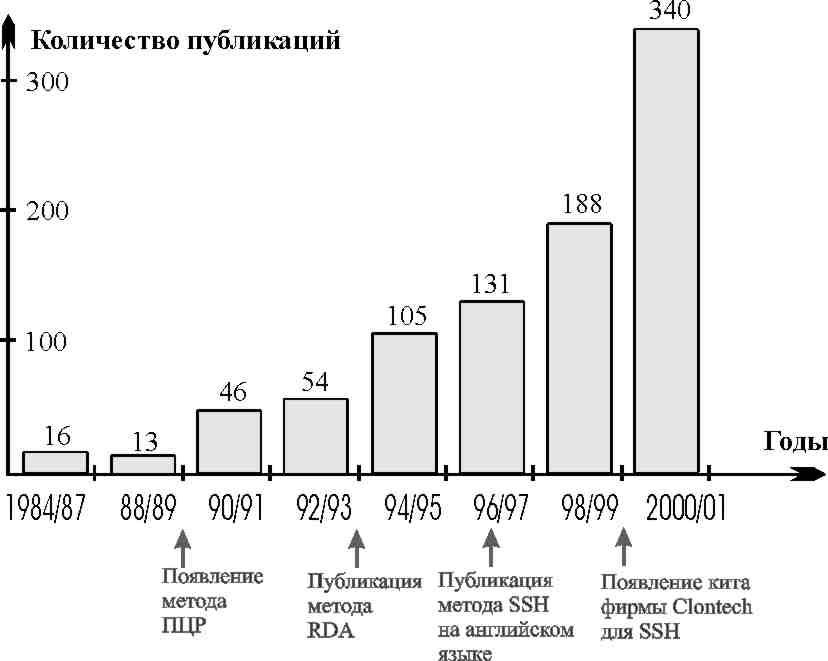 340
Количество публикаций
300
200
188
131
105
100
46
54
16
13
Годы
1984/87 88/89 90/91 92/93 94/95 96/97 98/99 2000/01
Появление
метода
ПЦР
Публикация
метода
RDA
Публикация
метода SSH
на английском
языке
Появление кита
фирмы Clontech
для SSH